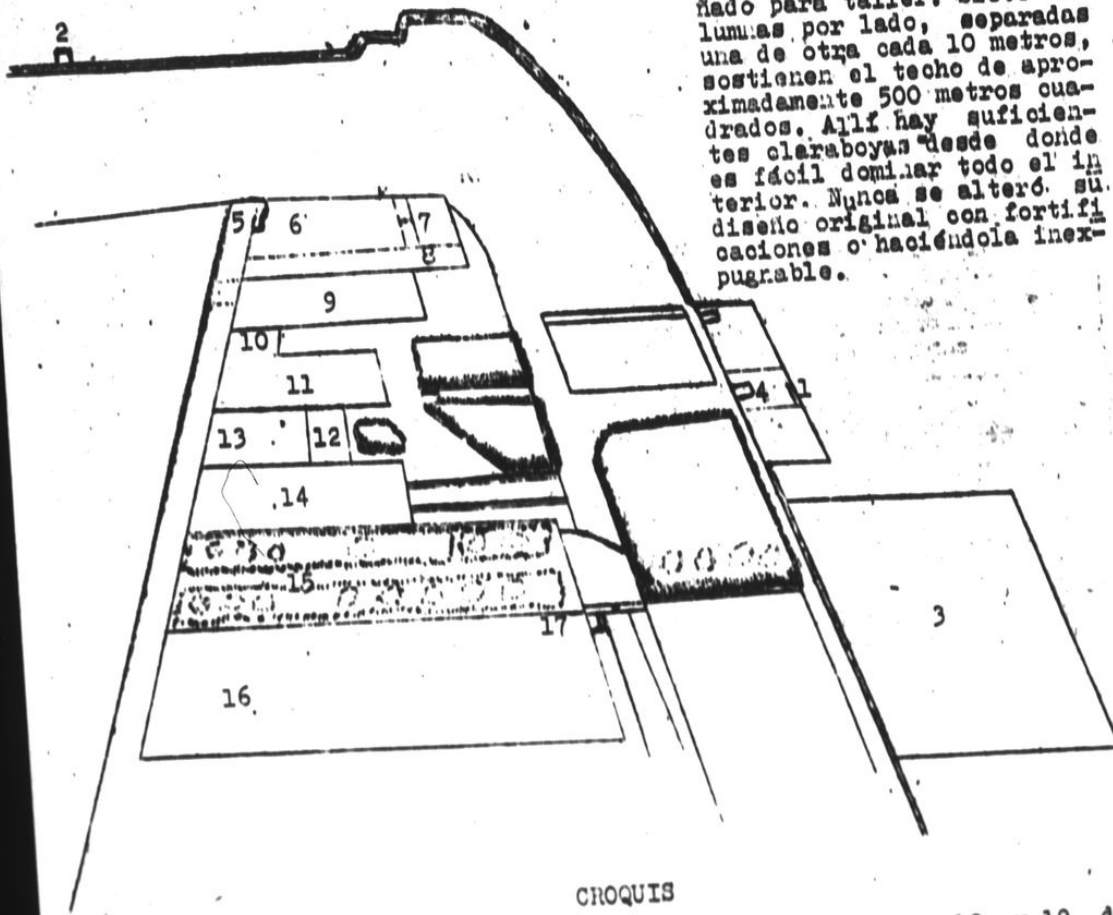 nado para taller.
lumnas por lado, separadas
una de otra cada 10 metros,
sostienen el techo de apro-
ximadamente 500 metros cua-
drados. Allí hay suficien-
tes claraboyas desde donde
es fácil dominar todo el in
terior. Nunca se alteró su
diseño original con fortifi
caciones o haciéndola inex-
pugnable.
2
5 6 7
8
9
10
11
4 1
13 12
14
15
3
17
16
CROQUIS